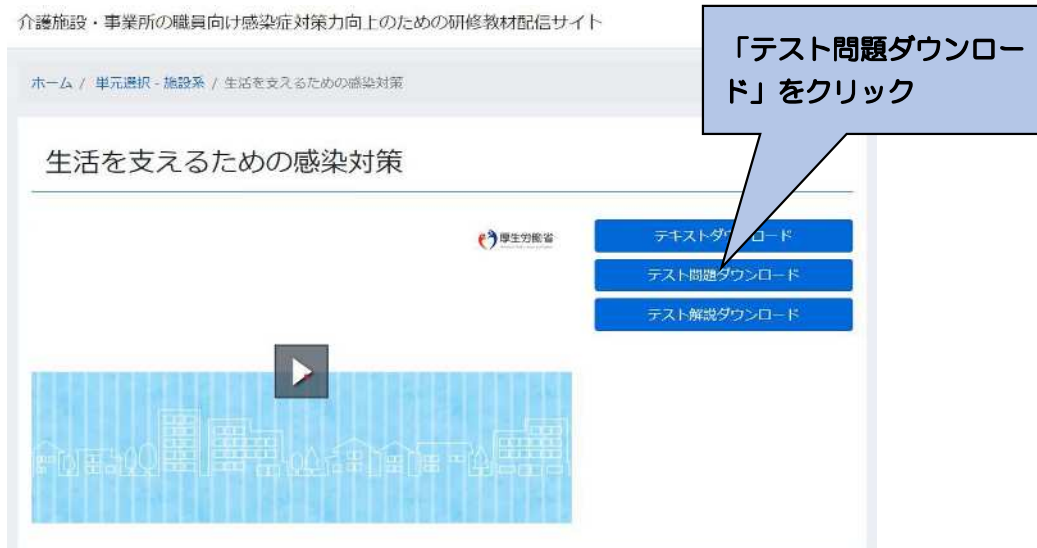 介護施設・事業所の職員向け感染症対策力向上のための研修教材配信サイト
「テスト問題ダウンロー
ド」をクリック
ホーム / 単元選択 - 施設系 / 生活を支えるための感染対策
生活を支えるための感染対策
厚生労働省
テキストダウンロード
テスト問題ダウンロード
テスト解説ダウンロード